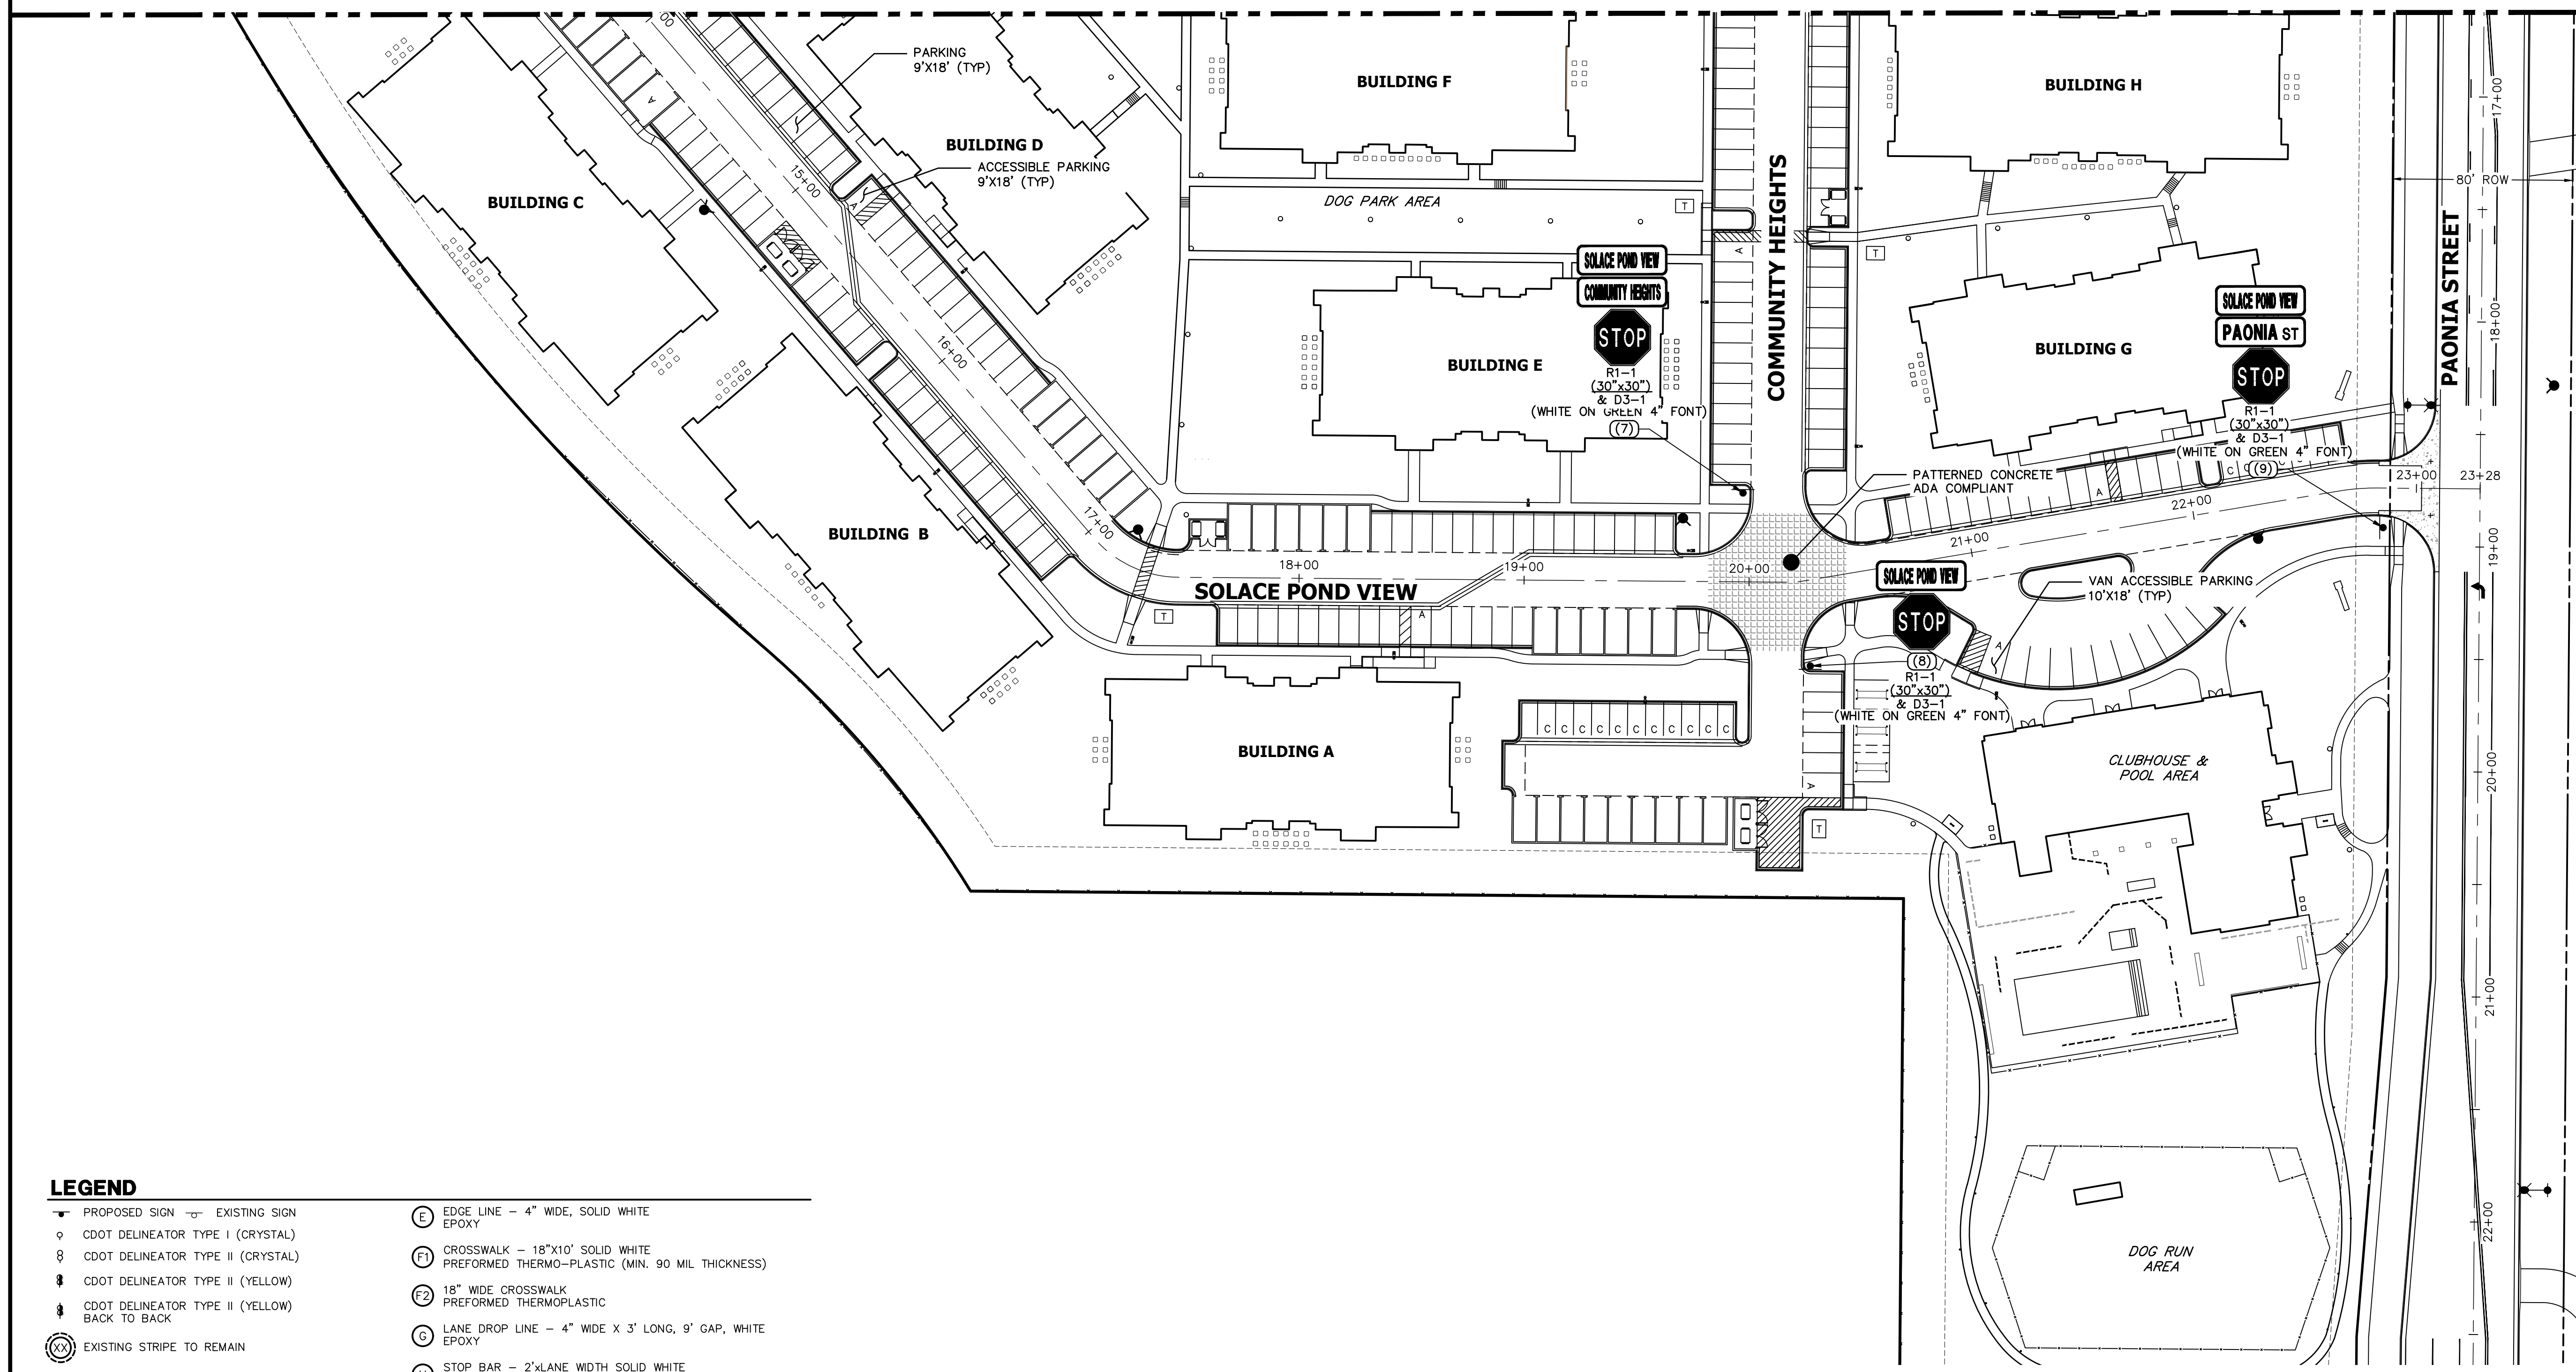 PARKING
9'X18' (TYP)
BUILDING D
ACCESSIBLE PARKING
9'X18' (TYP)
BUILDING C
BUILDING F
BUILDING H
DOG PARK AREA
T
COMMUNITY HEIGHTS
T
80' ROW
PAONIA STREET
17+00
18+00
19+00
20+00
21+00
22+00
00
15+00
16+00
17+00
A
A
A
SOLACE POND VIEW
COMMUNITY HEIGHTS
STOP
R1-1
(30"x30")
& D3-1
(WHITE ON GREEN 4" FONT)
(7)
BUILDING E
BUILDING G
SOLACE POND VIEW
PAONIA ST
STOP
R1-1
(30"x30")
& D3-1
(WHITE ON GREEN 4" FONT)
(9)
PATTERNED CONCRETE
ADA COMPLIANT
A
C
C
C
23+00
23+28
22+00
21+00
BUILDING B
18+00
19+00
20+00
SOLACE POND VIEW
T
A
SOLACE POND VIEW
STOP
(8)
R1-1
(30"x30")
& D3-1
(WHITE ON GREEN 4" FONT)
VAN ACCESSIBLE PARKING
10'X18' (TYP)
A
BUILDING A
C C C C C C C C C C C C
A
T
CLUBHOUSE &
POOL AREA
DOG RUN
AREA
LEGEND
PROPOSED SIGN
EXISTING SIGN
CDOT DELINEATOR TYPE I (CRYSTAL)
CDOT DELINEATOR TYPE II (CRYSTAL)
CDOT DELINEATOR TYPE II (YELLOW)
CDOT DELINEATOR TYPE II (YELLOW)
BACK TO BACK
XX EXISTING STRIPE TO REMAIN
E EDGE LINE – 4" WIDE, SOLID WHITE
EPOXY
F1 CROSSWALK – 18"X10' SOLID WHITE
PREFORMED THERMO-PLASTIC (MIN. 90 MIL THICKNESS)
F2 18" WIDE CROSSWALK
PREFORMED THERMOPLASTIC
G LANE DROP LINE – 4" WIDE X 3' LONG, 9' GAP, WHITE
EPOXY
STOP BAR – 2'xLANE WIDTH SOLID WHITE